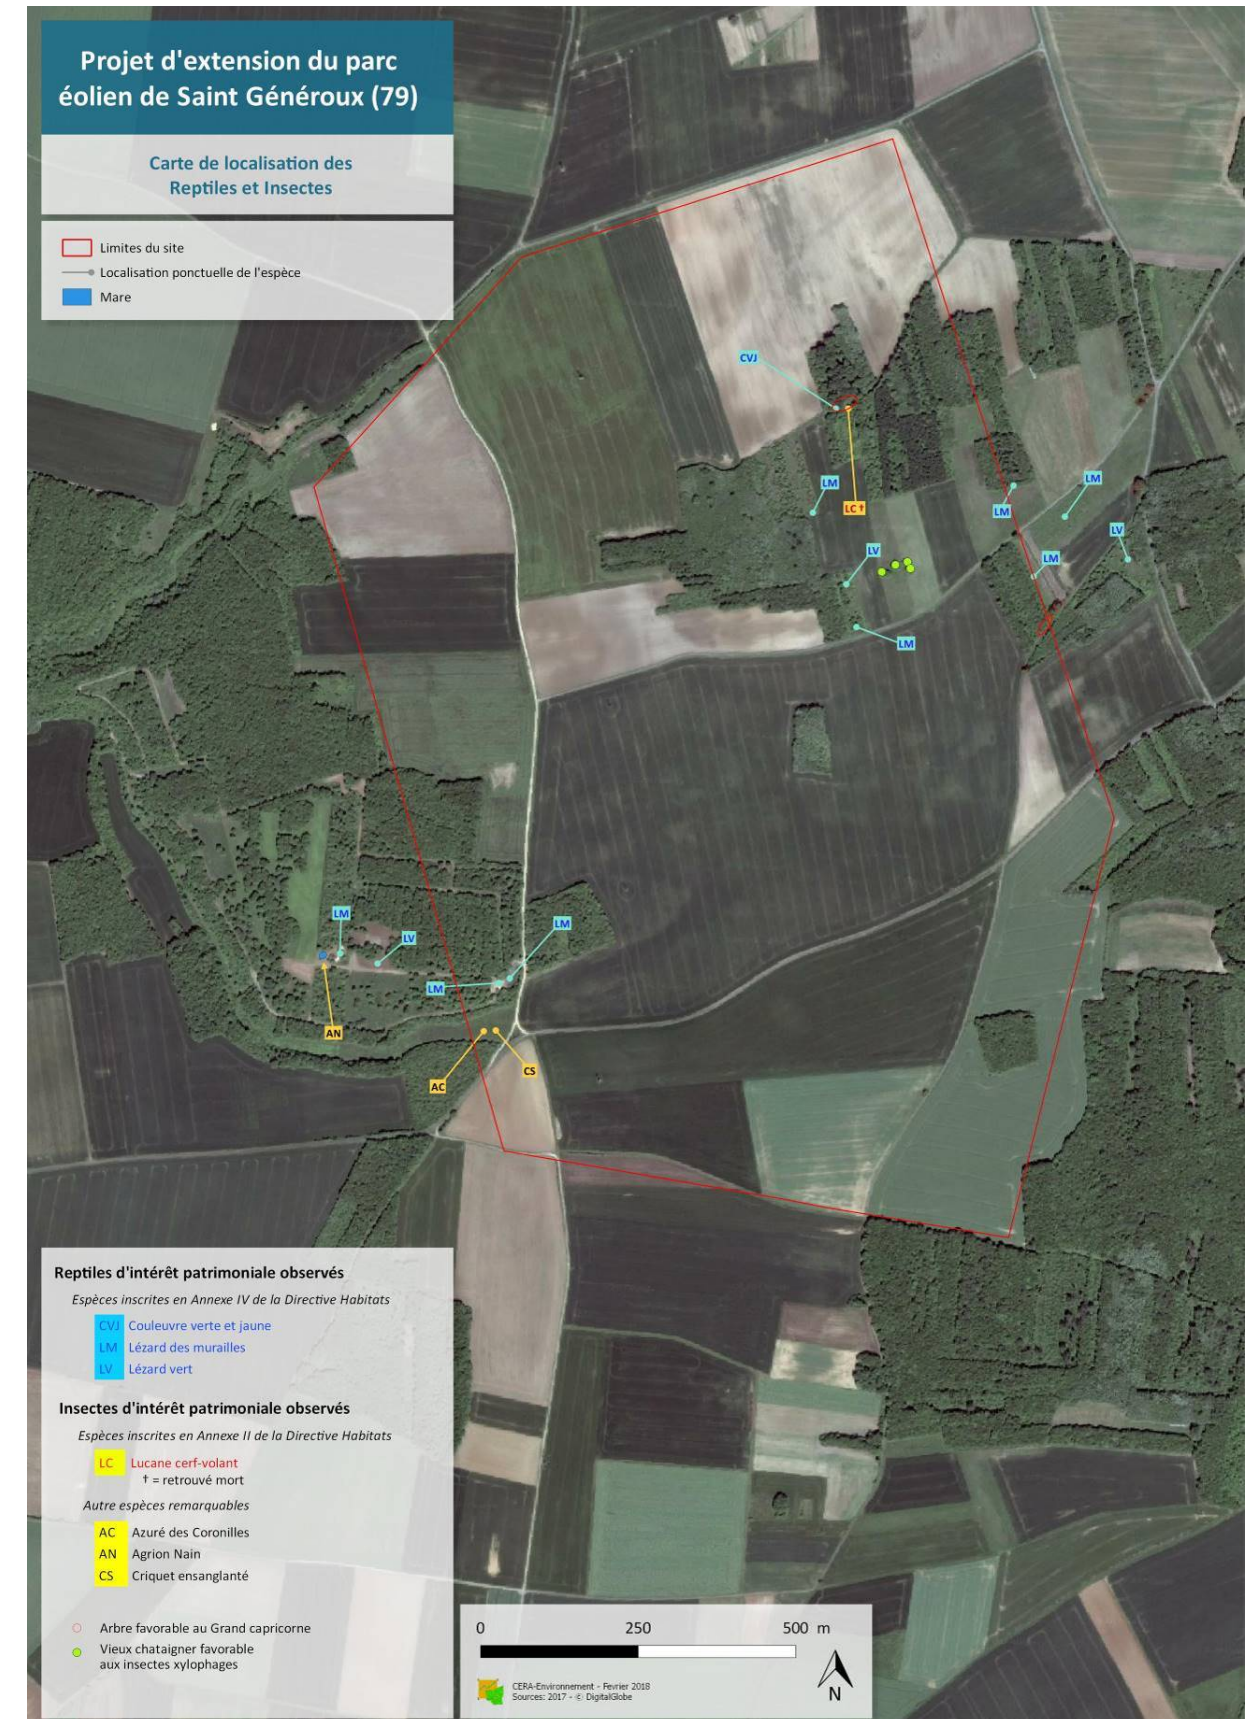 Projet d'extension du parc
éolien de Saint Généroux (79)
Carte de localisation des
Reptiles et Insectes
Limites du site
Localisation ponctuelle de l'espèce
Mare
CVJ
LM
LC †
LM
LM
LV
LV
LM
LM
LM
LM
LV
LM
AN
CS
AC
Reptiles d'intérêt patrimoniale observés
Espèces inscrites en Annexe IV de la Directive Habitats
CVJ Couleuvre verte et jaune
LM Lézard des murailles
LV Lézard vert
Insectes d'intérêt patrimoniale observés
Espèces inscrites en Annexe II de la Directive Habitats
LC Lucane cerf-volant
† = retrouvé mort
Autre espèces remarquables
AC Azuré des Coronilles
AN Agrion Nain
CS Criquet ensanglanté
Arbre favorable au Grand capricorne
Vieux chataigner favorable
aux insectes xylophages
0 250 500 m
CERA-Environnement - Fevrier 2018
Sources: 2017 - © DigitalGlobe
N